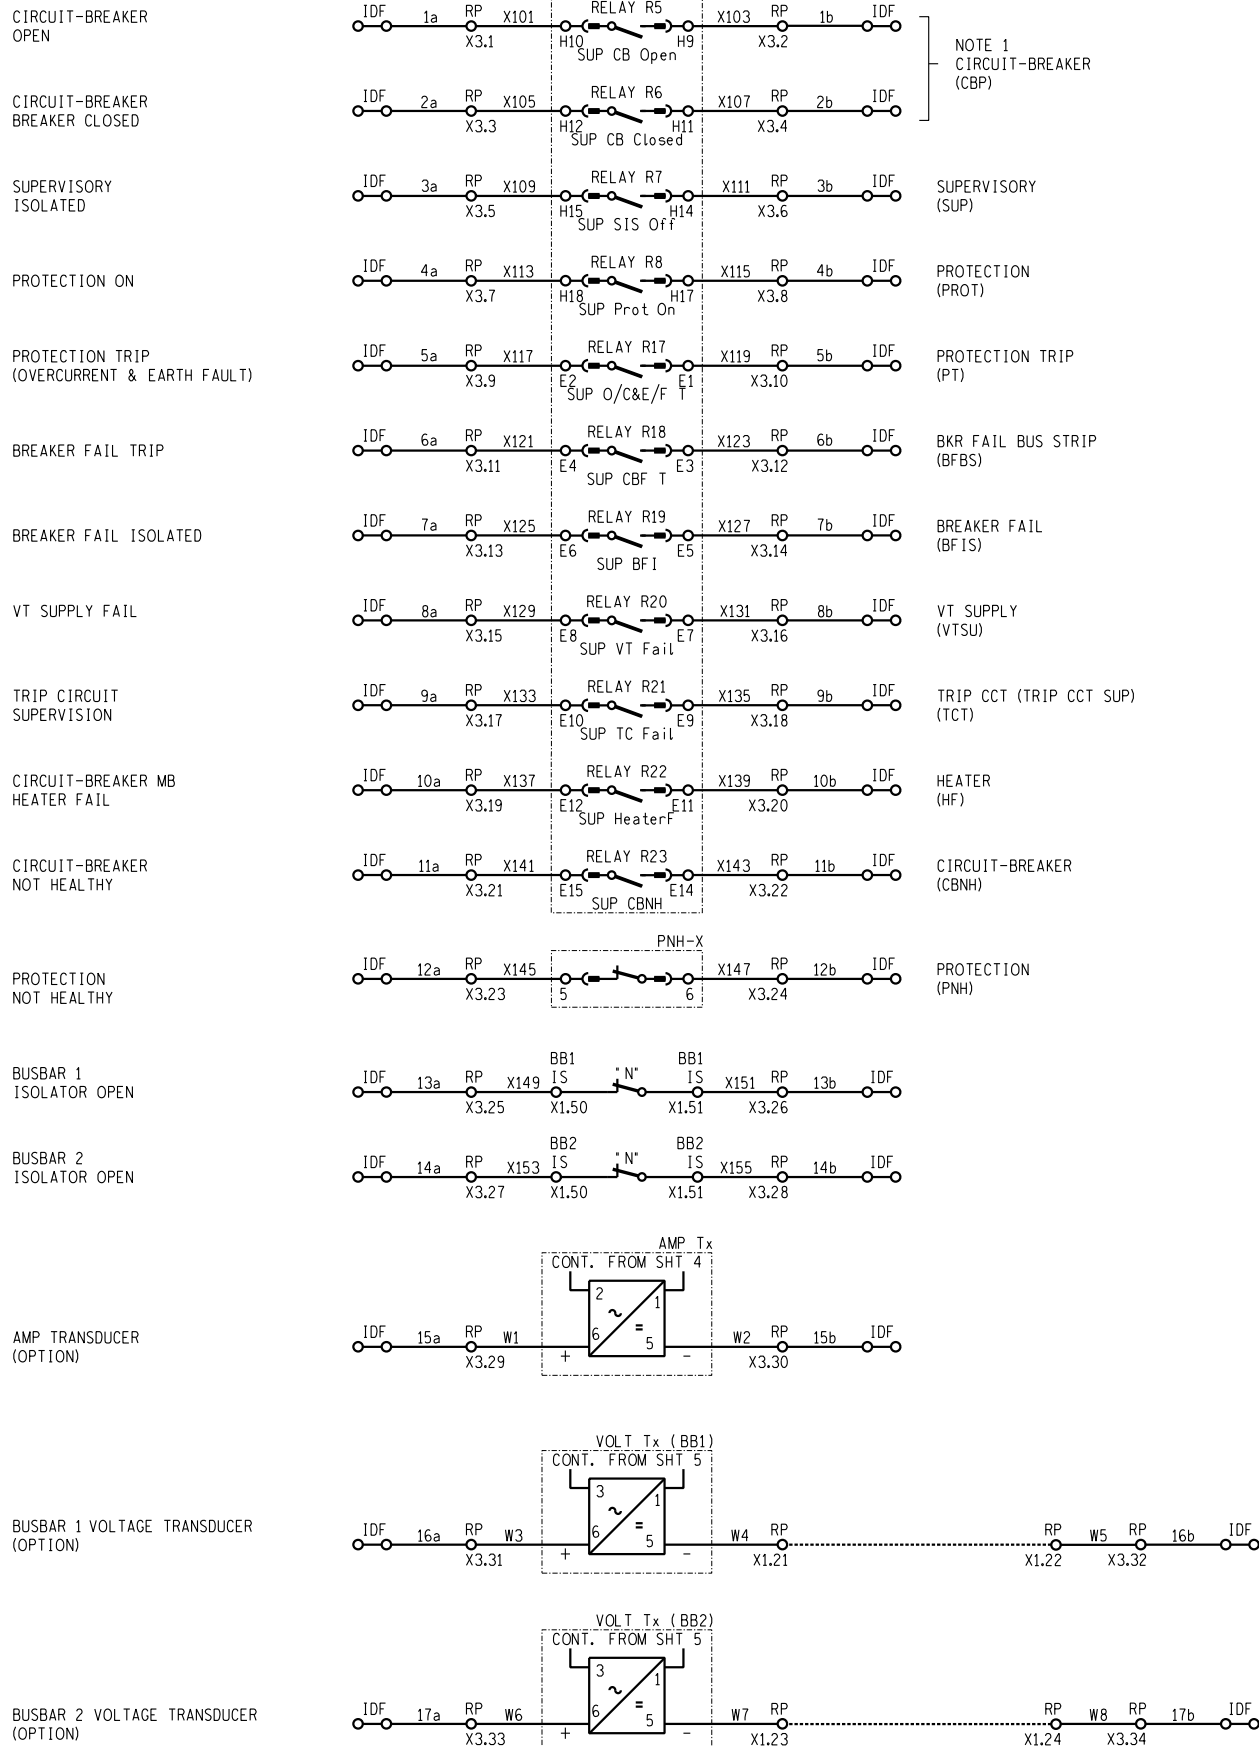 CIRCUIT-BREAKER
OPEN
IDF 1a RP X101 RELAY R5 X103 RP 1b IDF
X3.1 H10 H9 X3.2
SUP CB Open
NOTE 1
CIRCUIT-BREAKER
(CBP)
CIRCUIT-BREAKER
BREAKER CLOSED
IDF 2a RP X105 RELAY R6 X107 RP 2b IDF
X3.3 H12 H11 X3.4
SUP CB Closed
SUPERVISORY
ISOLATED
IDF 3a RP X109 RELAY R7 X111 RP 3b IDF
X3.5 H15 H14 X3.6
SUP SIS Off
SUPERVISORY
(SUP)
PROTECTION ON
IDF 4a RP X113 RELAY R8 X115 RP 4b IDF
X3.7 H18 H17 X3.8
SUP Prot On
PROTECTION
(PROT)
PROTECTION TRIP
(OVERCURRENT & EARTH FAULT)
IDF 5a RP X117 RELAY R17 X119 RP 5b IDF
X3.9 E2 E1 X3.10
SUP O/C&E/F T
PROTECTION TRIP
(PT)
BREAKER FAIL TRIP
IDF 6a RP X121 RELAY R18 X123 RP 6b IDF
X3.11 E4 E3 X3.12
SUP CBF T
BKR FAIL BUS STRIP
(BFBS)
BREAKER FAIL ISOLATED
IDF 7a RP X125 RELAY R19 X127 RP 7b IDF
X3.13 E6 E5 X3.14
SUP BFI
BREAKER FAIL
(BFIS)
VT SUPPLY FAIL
IDF 8a RP X129 RELAY R20 X131 RP 8b IDF
X3.15 E8 E7 X3.16
SUP VT Fail
VT SUPPLY
(VTSU)
TRIP CIRCUIT
SUPERVISION
IDF 9a RP X133 RELAY R21 X135 RP 9b IDF
X3.17 E10 E9 X3.18
SUP TC Fail
TRIP CCT (TRIP CCT SUP)
(TCT)
CIRCUIT-BREAKER MB
HEATER FAIL
IDF 10a RP X137 RELAY R22 X139 RP 10b IDF
X3.19 E12 E11 X3.20
SUP HeaterF
HEATER
(HF)
CIRCUIT-BREAKER
NOT HEALTHY
IDF 11a RP X141 RELAY R23 X143 RP 11b IDF
X3.21 E15 E14 X3.22
SUP CBNH
CIRCUIT-BREAKER
(CBNH)
PNH-X
PROTECTION
NOT HEALTHY
IDF 12a RP X145 X147 RP 12b IDF
X3.23 5 6 X3.24
PROTECTION
(PNH)
BUSBAR 1
ISOLATOR OPEN
BB1 BB1
IDF 13a RP X149 IS "N" IS X151 RP 13b IDF
X3.25 X1.50 X1.51 X3.26
BUSBAR 2
ISOLATOR OPEN
BB2 BB2
IDF 14a RP X153 IS "N" IS X155 RP 14b IDF
X3.27 X1.50 X1.51 X3.28
AMP Tx
CONT. FROM SHT 4
2 1
~
6 = 5
AMP TRANSDUCER
(OPTION)
IDF 15a RP W1 W2 RP 15b IDF
X3.29 + - X3.30
VOLT Tx (BB1)
CONT. FROM SHT 5
3 1
~
6 = 5
BUSBAR 1 VOLTAGE TRANSDUCER
(OPTION)
IDF 16a RP W3 W4 RP RP W5 RP 16b IDF
X3.31 + - X1.21 X1.22 X3.32
VOLT Tx (BB2)
CONT. FROM SHT 5
3 1
~
6 = 5
BUSBAR 2 VOLTAGE TRANSDUCER
(OPTION)
IDF 17a RP W6 W7 RP RP W8 RP 17b IDF
X3.33 + - X1.23 X1.24 X3.34